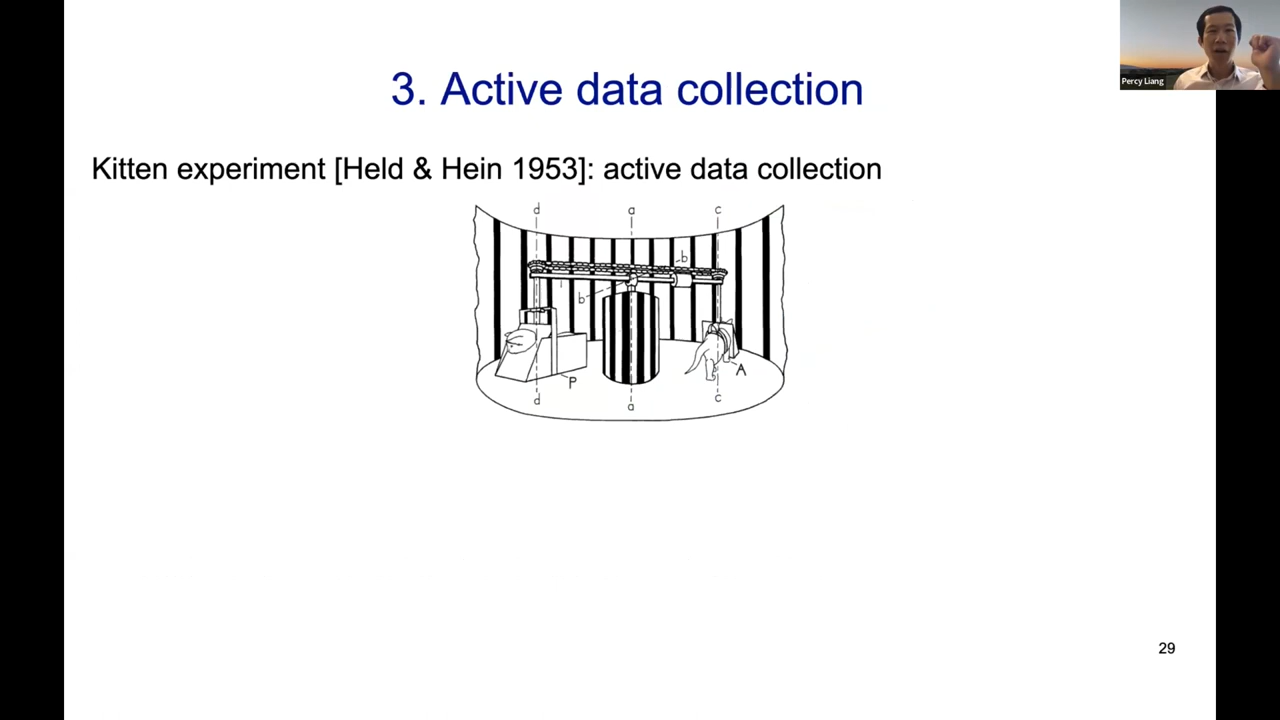 3. Active data collection
Percy Liang
Kitten experiment [Held & Hein 1953]: active data collection
d a c
b
b
A
P
d a c
29